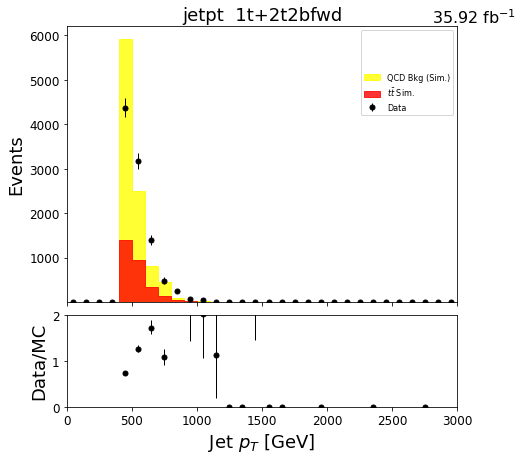 jetpt  1t+2t2bfwd
35.92 fb⁻¹
6000
5000
4000
3000
2000
1000
Events
QCD Bkg (Sim.)
tt̄ Sim.
Data
2
1
0
Data/MC
0 500 1000 1500 2000 2500 3000
Jet p_T [GeV]